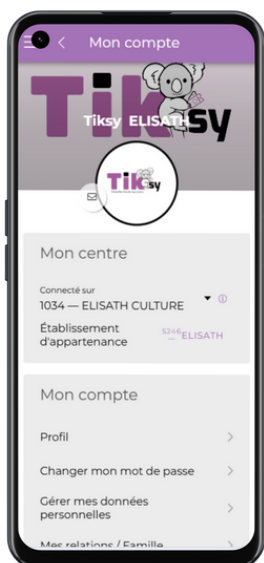 Mon compte
Tiksy
Tiksy ELISATH
Tiksy
Mon centre
Connecté sur
1034 — ELISATH CULTURE
Établissement
d'appartenance
5246
— ELISATH
Mon compte
Profil
Changer mon mot de passe
Gérer mes données
personnelles
Mes relations / Famille